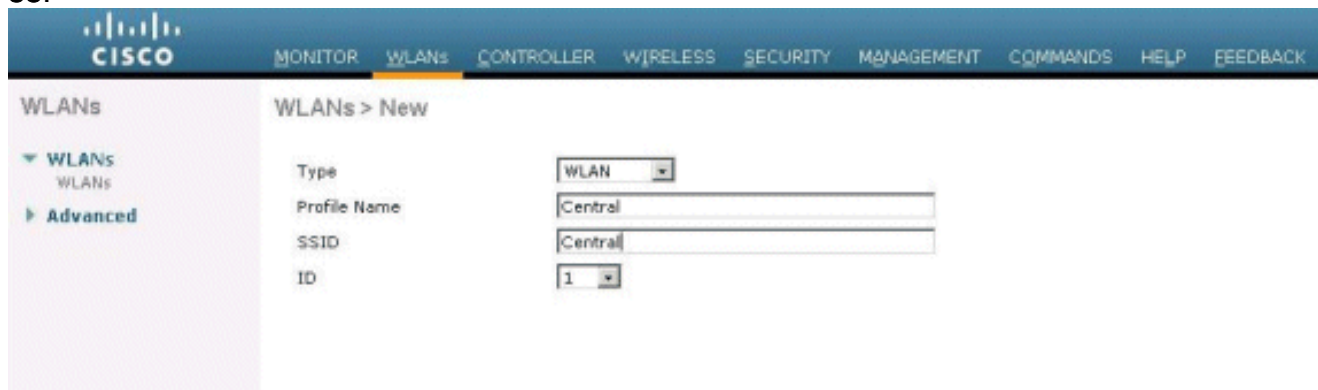 CISCO
MONITOR WLANs CONTROLLER WIRELESS SECURITY MANAGEMENT COMMANDS HELP FEEDBACK
WLANs
WLANs
WLANs
Advanced
WLANs > New
Type WLAN
Profile Name Central
SSID Central
ID 1